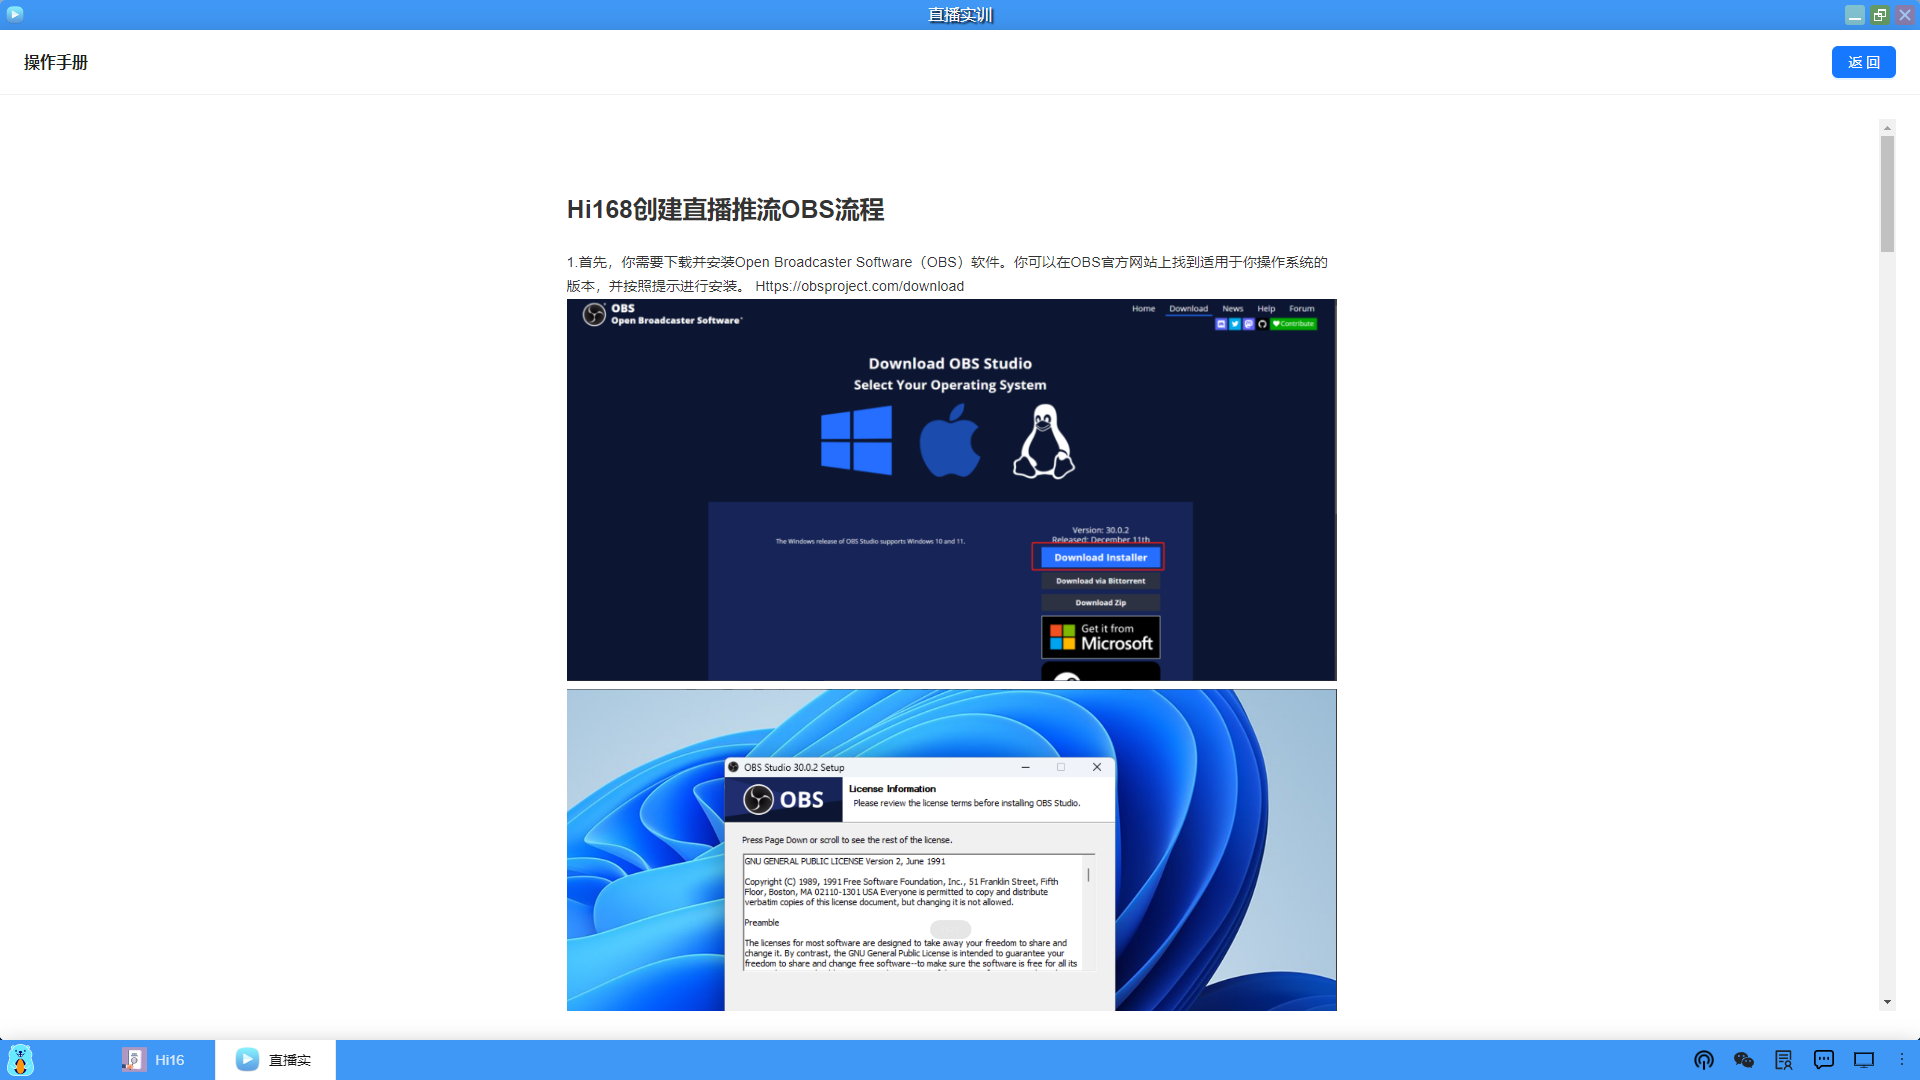 直播实训
操作手册
返 回
Hi168创建直播推流OBS流程
1.首先，你需要下载并安装Open Broadcaster Software（OBS）软件。你可以在OBS官方网站上找到适用于你操作系统的
版本，并按照提示进行安装。 Https://obsproject.com/download
OBS
Open Broadcaster Software
Home Download News Help Forum
Contribute
Download OBS Studio
Select Your Operating System
The Windows release of OBS Studio supports Windows 10 and 11.
Version: 30.0.2
Released: December 11th
Download Installer
Download via Bittorrent
Download Zip
Get it from
Microsoft
OBS Studio 30.0.2 Setup
OBS
License Information
Please review the license terms before installing OBS Studio.
Press Page Down or scroll to see the rest of the license.
GNU GENERAL PUBLIC LICENSE Version 2, June 1991
Copyright (C) 1989, 1991 Free Software Foundation, Inc., 51 Franklin Street, Fifth
Floor, Boston, MA 02110-1301 USA Everyone is permitted to copy and distribute
verbatim copies of this license document, but changing it is not allowed.
Preamble
The licenses for most software are designed to take away your freedom to share and
change it. By contrast, the GNU General Public License is intended to guarantee your
freedom to share and change free software--to make sure the software is free for all its
Hi16
直播实